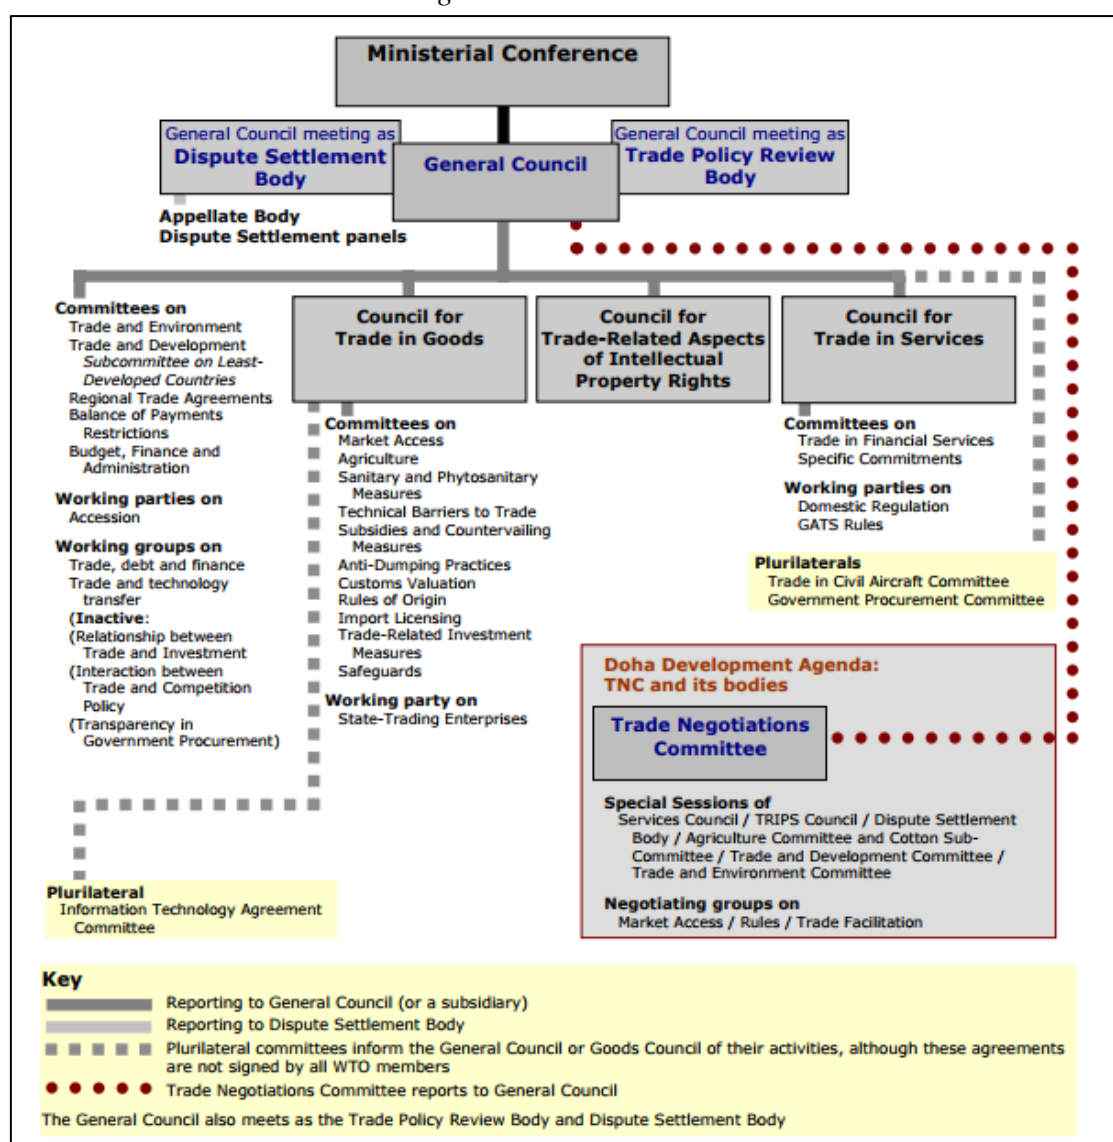 Ministerial Conference
General Council meeting as
Dispute Settlement
Body
General Council
General Council meeting as
Trade Policy Review
Body
Appellate Body
Dispute Settlement panels
Committees on
Trade and Environment
Trade and Development
Subcommittee on Least-
Developed Countries
Regional Trade Agreements
Balance of Payments
Restrictions
Budget, Finance and
Administration
Working parties on
Accession
Working groups on
Trade, debt and finance
Trade and technology
transfer
(Inactive:
(Relationship between
Trade and Investment
(Interaction between
Trade and Competition
Policy
(Transparency in
Government Procurement)
Council for
Trade in Goods
Committees on
Market Access
Agriculture
Sanitary and Phytosanitary
Measures
Technical Barriers to Trade
Subsidies and Countervailing
Measures
Anti-Dumping Practices
Customs Valuation
Rules of Origin
Import Licensing
Trade-Related Investment
Measures
Safeguards
Working party on
State-Trading Enterprises
Council for
Trade-Related Aspects
of Intellectual
Property Rights
Council for
Trade in Services
Committees on
Trade in Financial Services
Specific Commitments
Working parties on
Domestic Regulation
GATS Rules
Plurilaterals
Trade in Civil Aircraft Committee
Government Procurement Committee
Doha Development Agenda:
TNC and its bodies
Trade Negotiations
Committee
Special Sessions of
Services Council / TRIPS Council / Dispute Settlement
Body / Agriculture Committee and Cotton Sub-
Committee / Trade and Development Committee /
Trade and Environment Committee
Negotiating groups on
Market Access / Rules / Trade Facilitation
Plurilateral
Information Technology Agreement
Committee
Key
Reporting to General Council (or a subsidiary)
Reporting to Dispute Settlement Body
Plurilateral committees inform the General Council or Goods Council of their activities, although these agreements
are not signed by all WTO members
Trade Negotiations Committee reports to General Council
The General Council also meets as the Trade Policy Review Body and Dispute Settlement Body